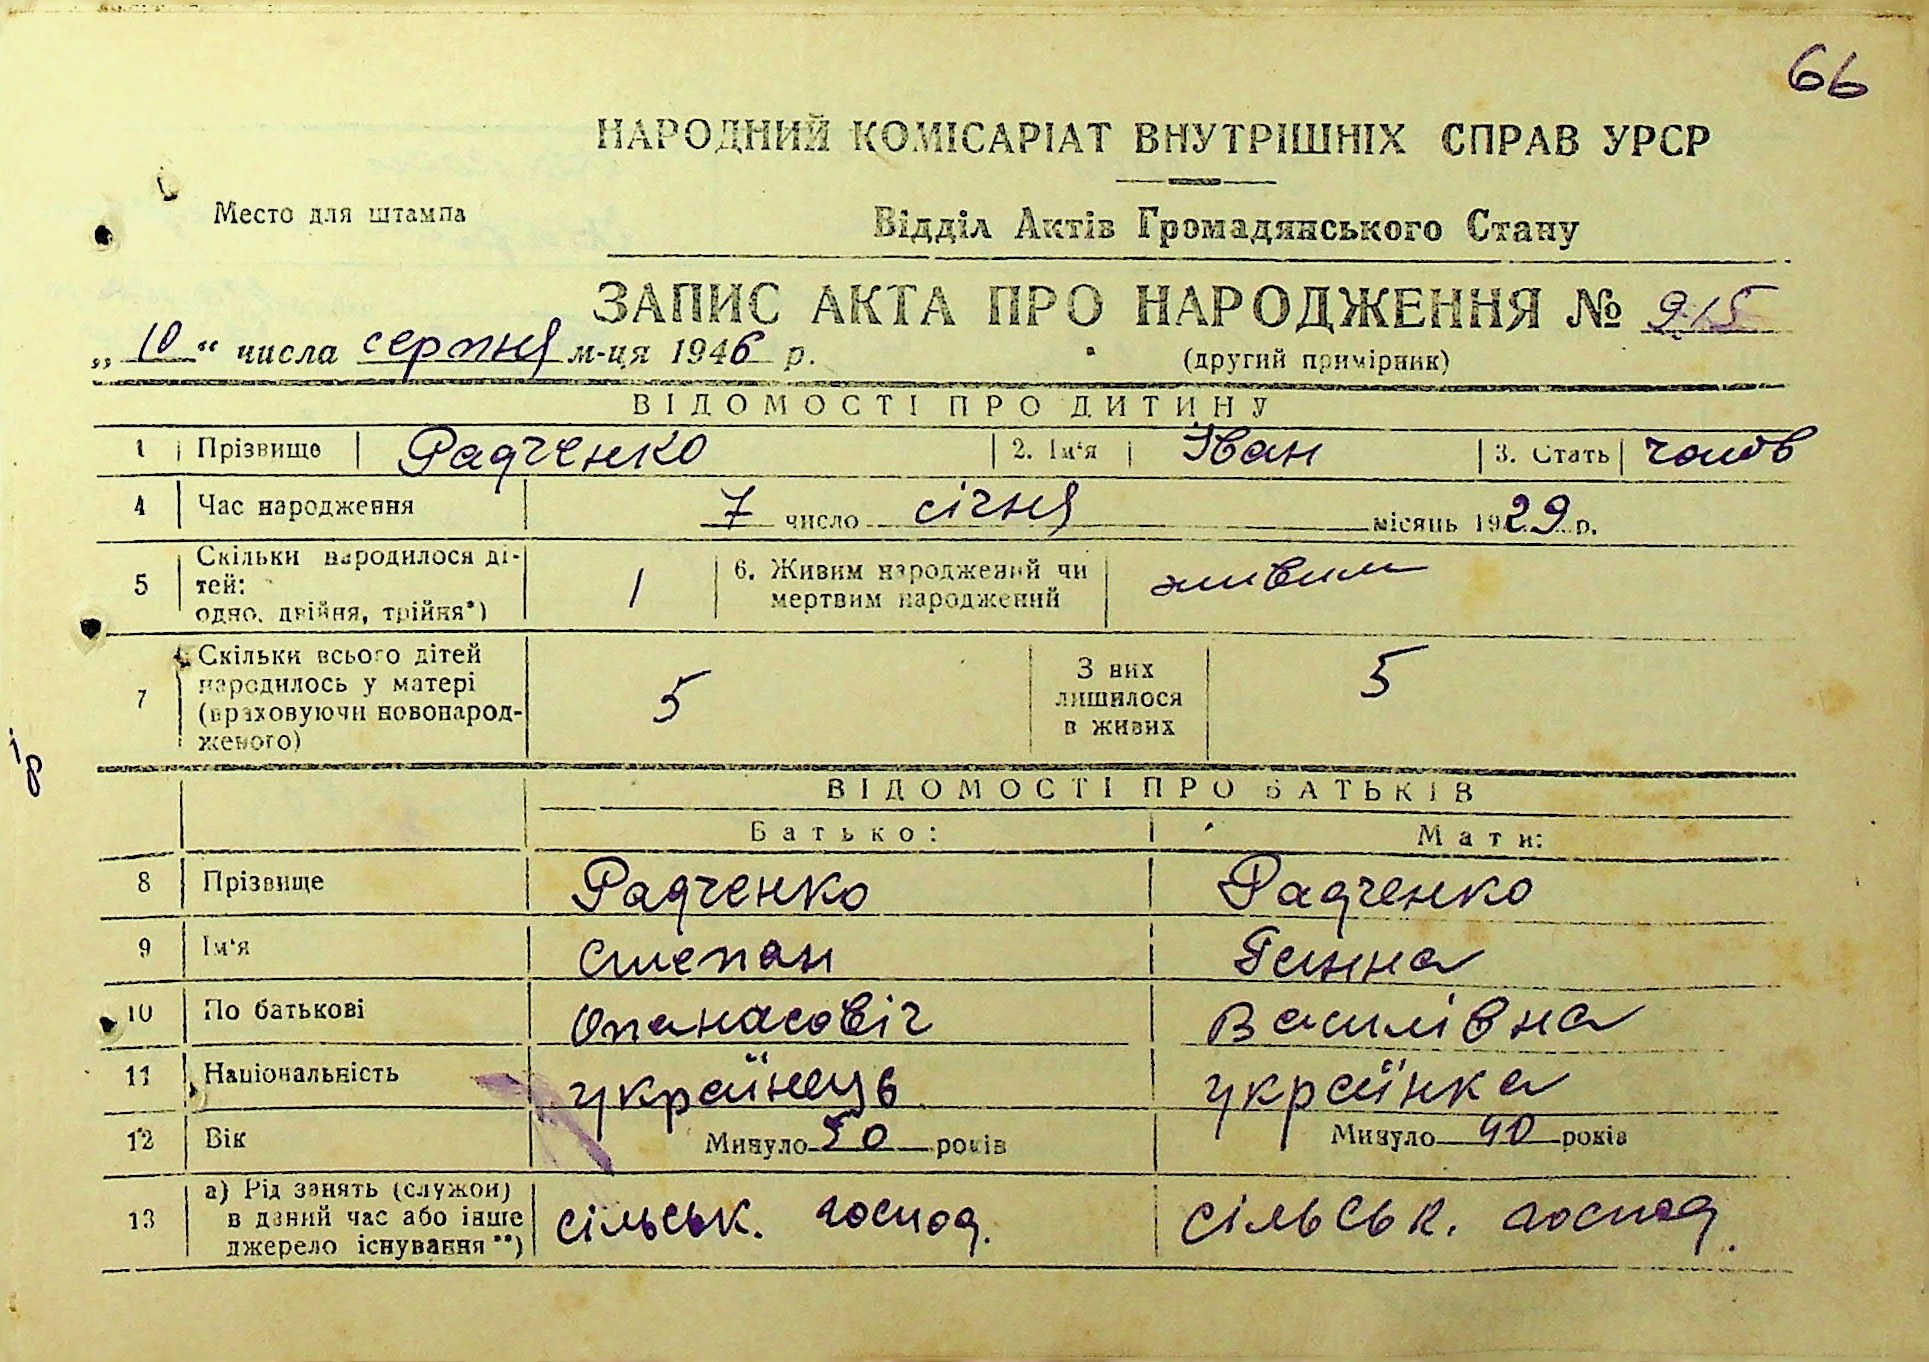 66
НАРОДНИЙ КОМІСАРІАТ ВНУТРІШНІХ СПРАВ УРСР
Место для штампа
Відділ Актів Громадянського Стану
ЗАПИС АКТА ПРО НАРОДЖЕННЯ № 915
„10“ числа серпня м-ця 1946 р.
(другий примірник)
ВІДОМОСТІ ПРО ДИТИНУ
1 Прізвище Радченко 2. Ім‘я Іван 3. Стать чолов
4 Час народження 7 число січня місяць 1929 р.
5 Скільки народилося ді-
тей:
одно, двійня, трійня*) 1
6. Живим народжений чи
мертвим народжений живим
7 Скільки всього дітей
народилось у матері
(враховуючи новонарод-
женого) 5
З них
лишилося
в живих 5
ір
ВІДОМОСТІ ПРО БАТЬКІВ
Батько: Мати:
8 Прізвище Радченко Радченко
9 Ім‘я Степан Ганна
10 По батькові Опанасовіч Василівна
11 Національність українець українка
12 Вік Минуло 50 років Минуло 40 років
13 а) Рід занять (служби)
в даний час або інше
джерело існування **) сільськ. господ. сільськ. господ.